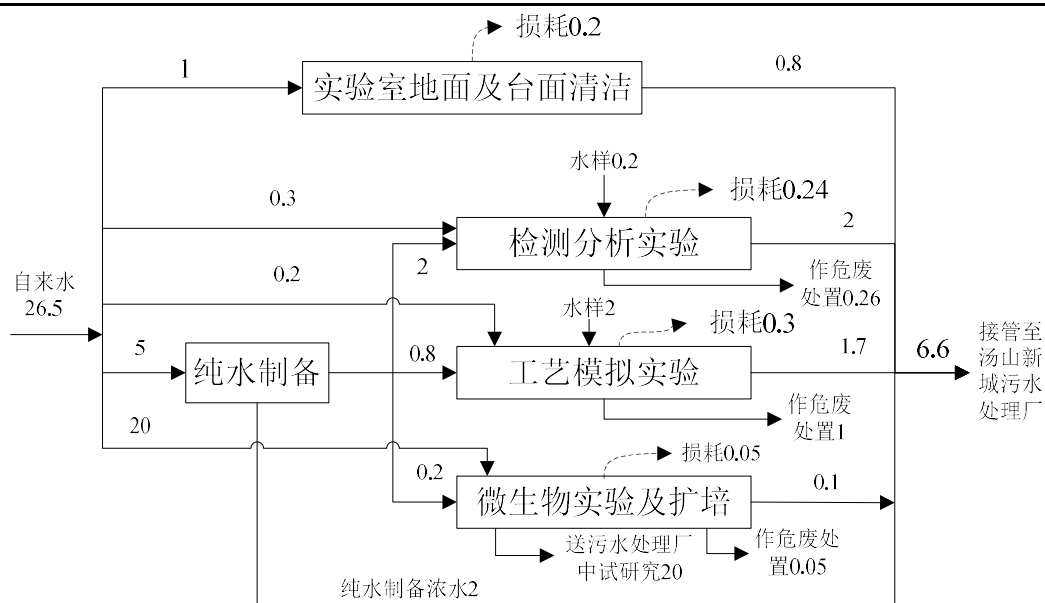 损耗0.2
1
0.8
实验室地面及台面清洁
水样0.2
0.3
损耗0.24
2
检测分析实验
2
自来水
26.5
0.2
作危废
处置0.26
水样2
损耗0.3
接管至
汤山新
城污水
处理厂
5
纯水制备
0.8
工艺模拟实验
1.7
6.6
作危废
处置1
20
损耗0.05
0.2
微生物实验及扩培
0.1
送污水处理厂
中试研究20
作危废处
置0.05
纯水制备浓水2